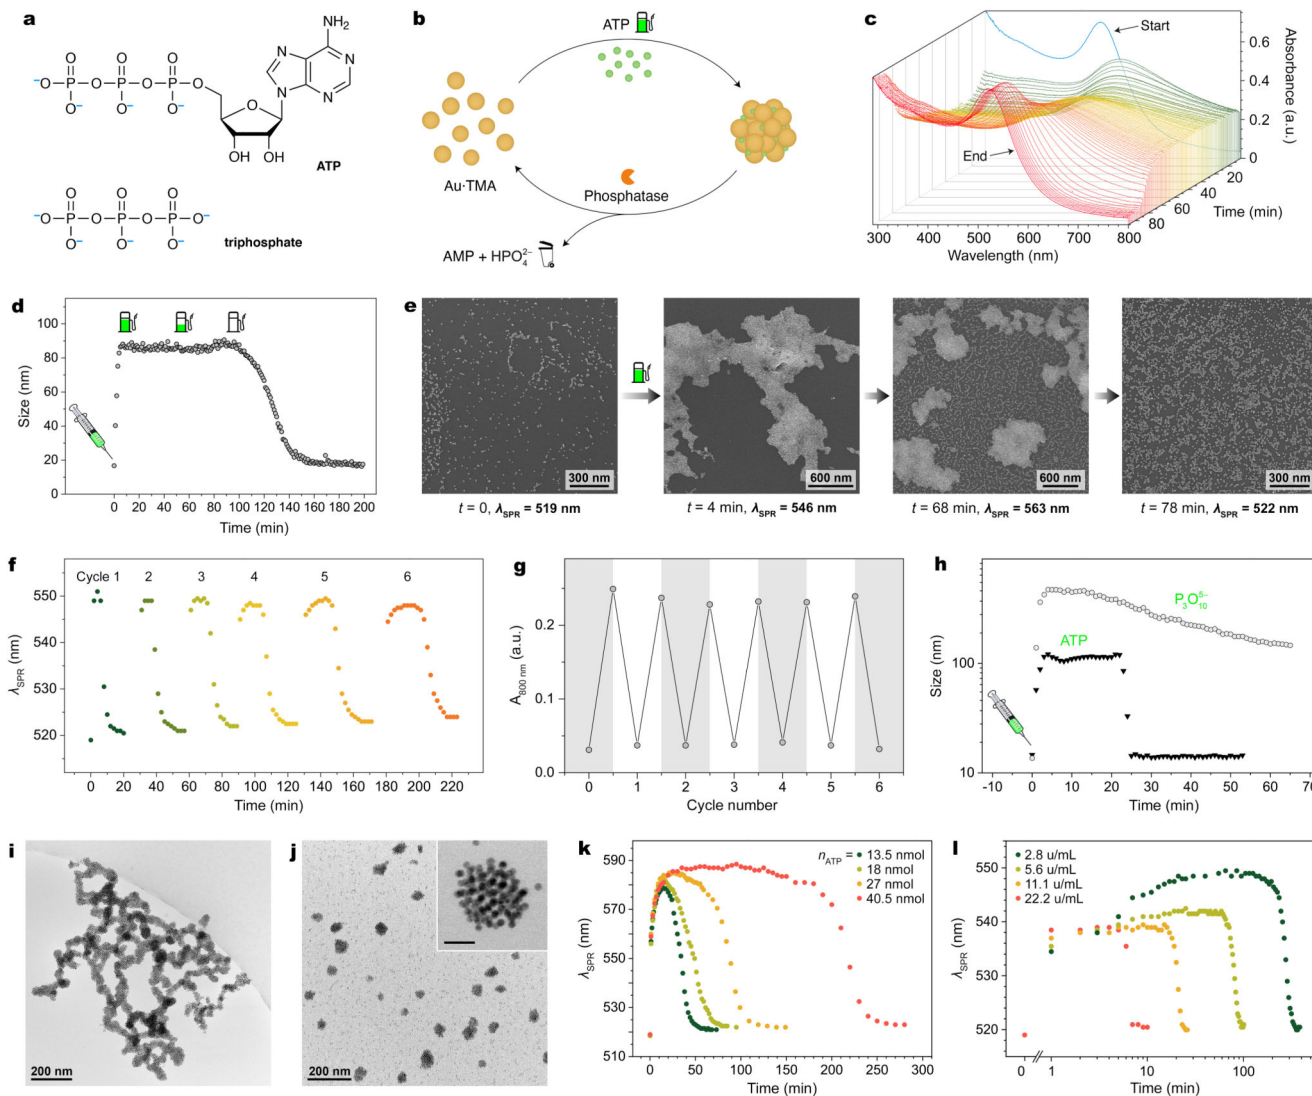 a
NH₂
N
N
N
N
O
O
O
⁻O
P
O
P
O
P
O
O⁻
O⁻
O⁻
O
OH
OH
ATP
O
O
O
⁻O
P
O
P
O
P
O⁻
O⁻
O⁻
O⁻
triphosphate
b
ATP
Au·TMA
Phosphatase
AMP + HPO₄²⁻
c
Start
End
Absorbance (a.u.)
0.6
0.4
0.2
0
20
40
60
80
Time (min)
300 400 500 600 700 800
Wavelength (nm)
d
Size (nm)
100
80
60
40
20
0
0 20 40 60 80 100 120 140 160 180 200
Time (min)
e
300 nm
600 nm
600 nm
300 nm
t = 0, λSPR = 519 nm
t = 4 min, λSPR = 546 nm
t = 68 min, λSPR = 563 nm
t = 78 min, λSPR = 522 nm
f
Cycle 1 2 3 4 5 6
λSPR (nm)
550
540
530
520
0 20 40 60 80 100 120 140 160 180 200 220
Time (min)
g
A800 nm (a.u.)
0.2
0.1
0.0
0 1 2 3 4 5 6
Cycle number
h
P₃O₁₀⁵⁻
ATP
Size (nm)
100
10
-10 0 10 20 30 40 50 60 70
Time (min)
i
200 nm
j
200 nm
k
nATP = 13.5 nmol
18 nmol
27 nmol
40.5 nmol
λSPR (nm)
590
570
550
530
510
0 50 100 150 200 250 300
Time (min)
l
2.8 u/mL
5.6 u/mL
11.1 u/mL
22.2 u/mL
λSPR (nm)
550
540
530
520
0 1 10 100
Time (min)